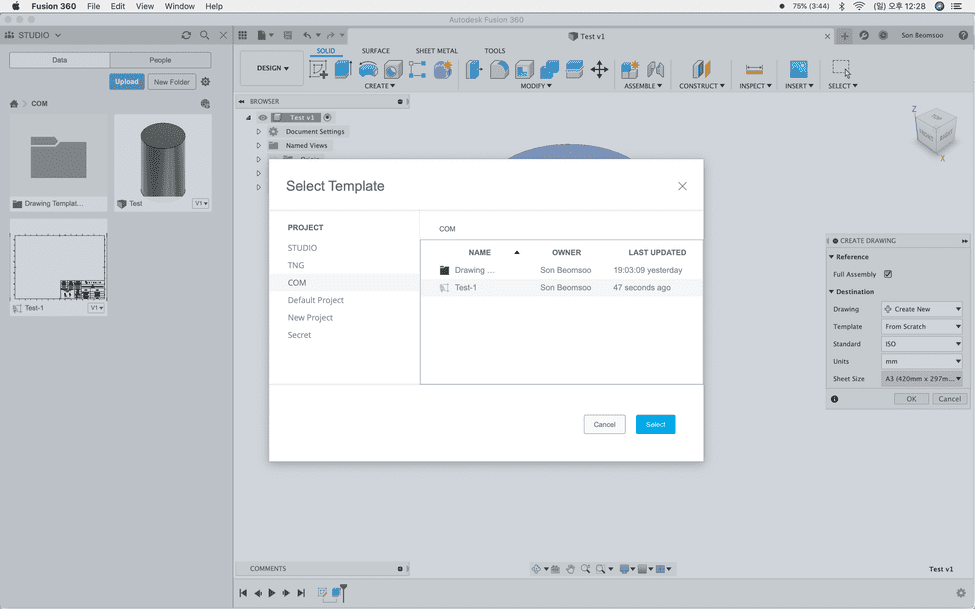 Fusion 360 File Edit View Window Help 75% (3:44) (일) 오후 12:28
Autodesk Fusion 360
STUDIO
Test v1
Son Beomsoo
Data People
Upload New Folder
COM
Drawing Templat...
Test V1
Test-1 V1
SOLID SURFACE SHEET METAL TOOLS
DESIGN
CREATE MODIFY ASSEMBLE CONSTRUCT INSPECT INSERT SELECT
BROWSER
Test v1
Document Settings
Named Views
Origin
Z
TOP
FRONT RIGHT
X
Select Template
PROJECT
STUDIO
TNG
COM
Default Project
New Project
Secret
COM
NAME OWNER LAST UPDATED
Drawing ... Son Beomsoo 19:03:09 yesterday
Test-1 Son Beomsoo 47 seconds ago
Cancel Select
CREATE DRAWING
Reference
Full Assembly
Destination
Drawing Create New
Template From Scratch
Standard ISO
Units mm
Sheet Size A3 (420mm x 297m...
OK Cancel
COMMENTS
Test v1